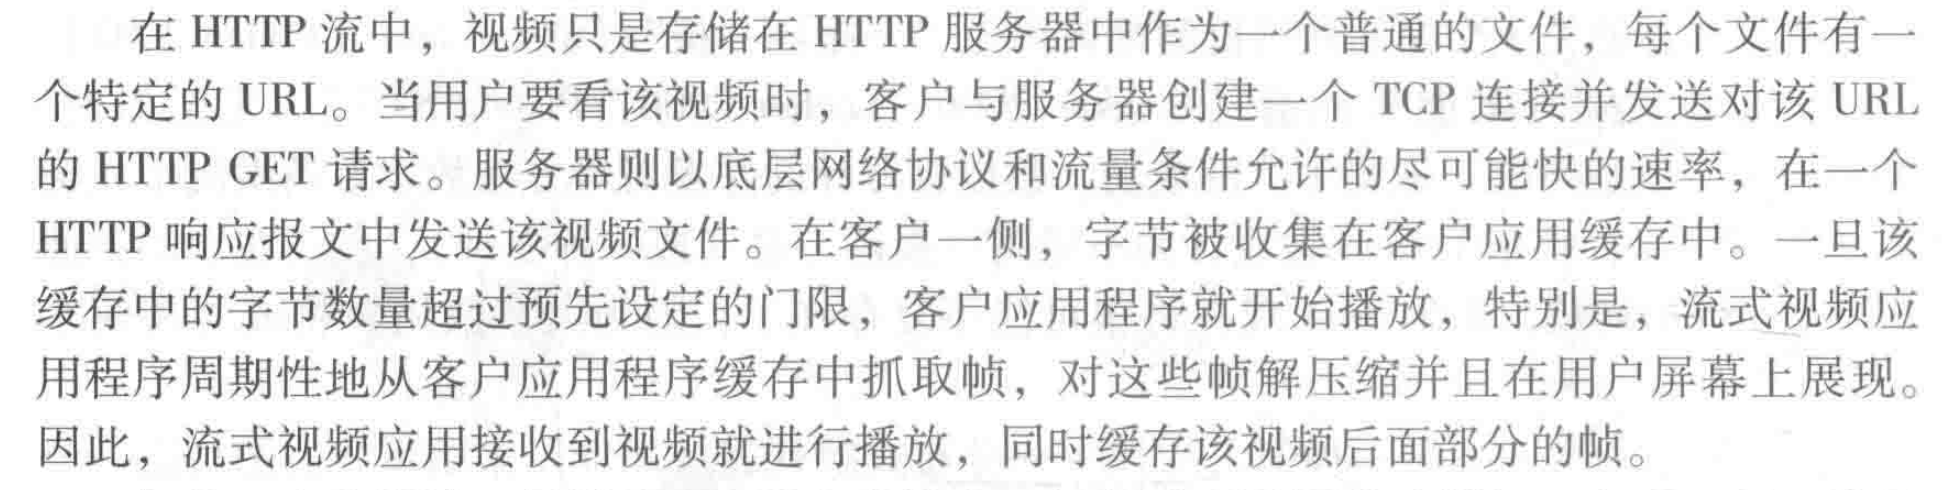 在 HTTP 流中，视频只是存储在 HTTP 服务器中作为一个普通的文件，每个文件有一
个特定的 URL。当用户要看该视频时，客户与服务器创建一个 TCP 连接并发送对该 URL
的 HTTP GET 请求。服务器则以底层网络协议和流量条件允许的尽可能快的速率，在一个
HTTP 响应报文中发送该视频文件。在客户一侧，字节被收集在客户应用缓存中。一旦该
缓存中的字节数量超过预先设定的门限，客户应用程序就开始播放，特别是，流式视频应
用程序周期性地从客户应用程序缓存中抓取帧，对这些帧解压缩并且在用户屏幕上展现。
因此，流式视频应用接收到视频就进行播放，同时缓存该视频后面部分的帧。